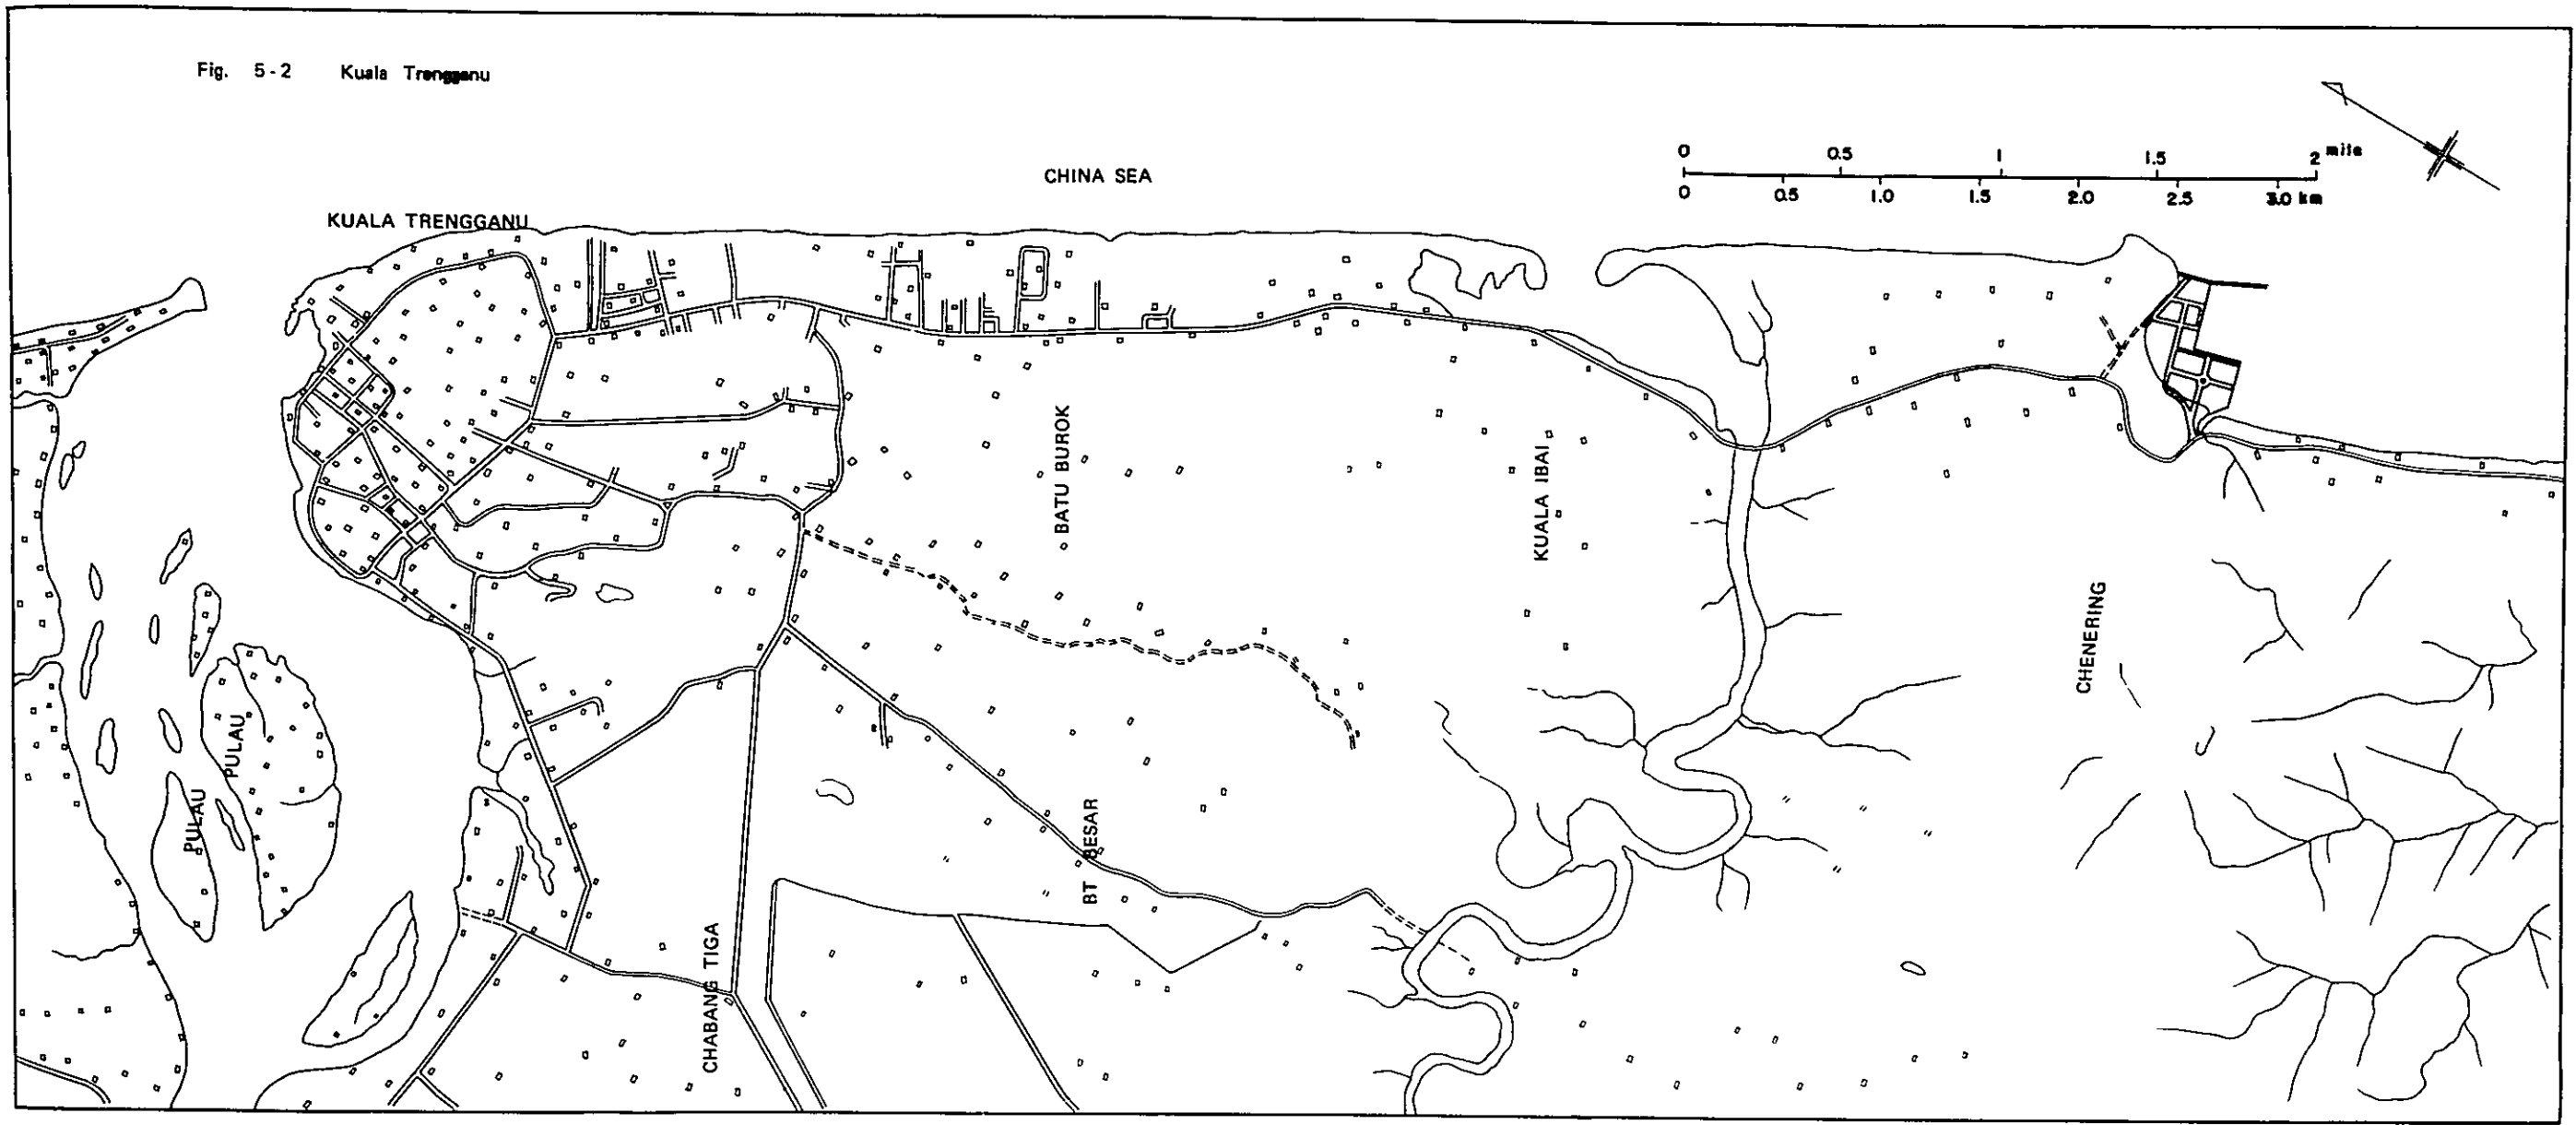 Fig. 5-2 Kuala Trengganu
0 0.5 1 1.5 2 mile
0 0.5 1.0 1.5 2.0 2.5 3.0 km
CHINA SEA
KUALA TRENGGANU
BATU BUROK
KUALA IBAI
CHENERING
PULAU
PULAU
BT BESAR
CHABANG TIGA